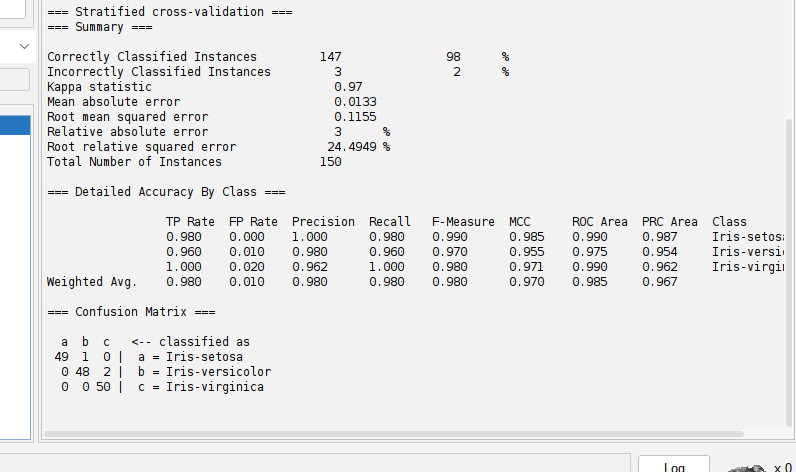 === Stratified cross-validation ===
=== Summary ===
Correctly Classified Instances 147 98 %
Incorrectly Classified Instances 3 2 %
Kappa statistic 0.97
Mean absolute error 0.0133
Root mean squared error 0.1155
Relative absolute error 3 %
Root relative squared error 24.4949 %
Total Number of Instances 150
=== Detailed Accuracy By Class ===
TP Rate FP Rate Precision Recall F-Measure MCC ROC Area PRC Area Class
0.980 0.000 1.000 0.980 0.990 0.985 0.990 0.987 Iris-setos
0.960 0.010 0.980 0.960 0.970 0.955 0.975 0.954 Iris-versi
1.000 0.020 0.962 1.000 0.980 0.971 0.990 0.962 Iris-virgi
Weighted Avg. 0.980 0.010 0.980 0.980 0.980 0.970 0.985 0.967
=== Confusion Matrix ===
a b c <-- classified as
49 1 0 | a = Iris-setosa
0 48 2 | b = Iris-versicolor
0 0 50 | c = Iris-virginica
Log
x 0